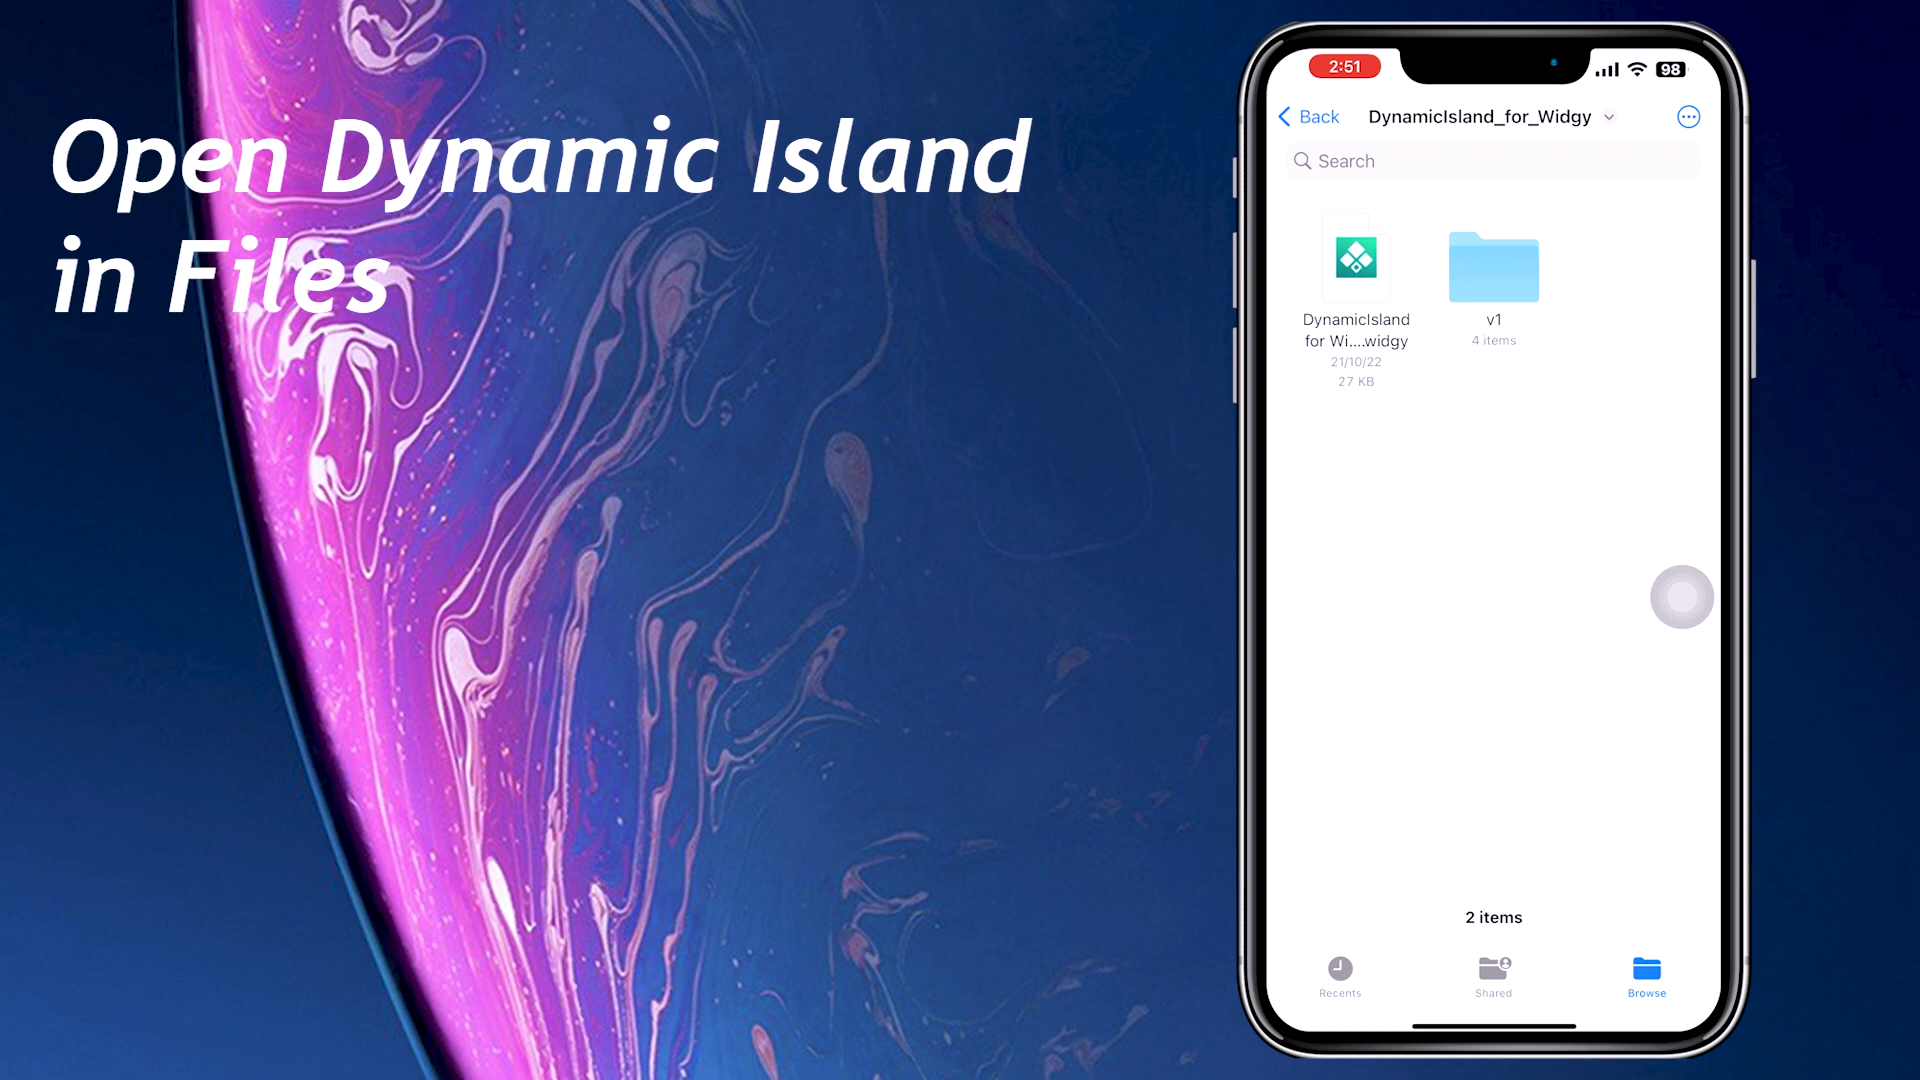 Open Dynamic Island
in Files
2:51
98
Back
DynamicIsland_for_Widgy
Search
DynamicIsland
for Wi....widgy
21/10/22
27 KB
v1
4 items
2 items
Recents
Shared
Browse